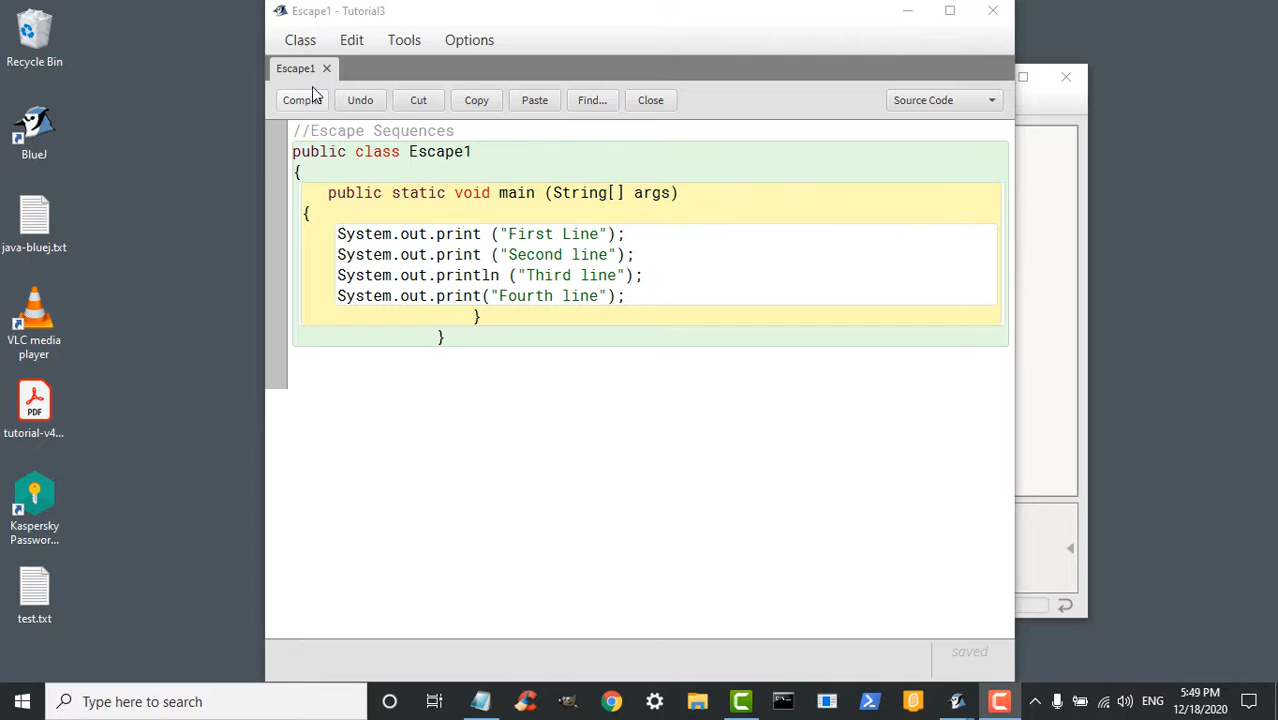 Escape1 - Tutorial3
Class Edit Tools Options
Escape1
Undo Cut Copy Paste Find... Close Source Code
//Escape Sequences
public class Escape1
{
public static void main (String[] args)
{
System.out.print ("First Line");
System.out.print ("Second line");
System.out.println ("Third line");
System.out.print("Fourth line");
}
}
saved
Recycle Bin
BlueJ
java-bluej.txt
VLC media
player
PDF
tutorial-v4...
Kaspersky
Passwor...
test.txt
Type here to search
ENG
5:49 PM
12/18/2020